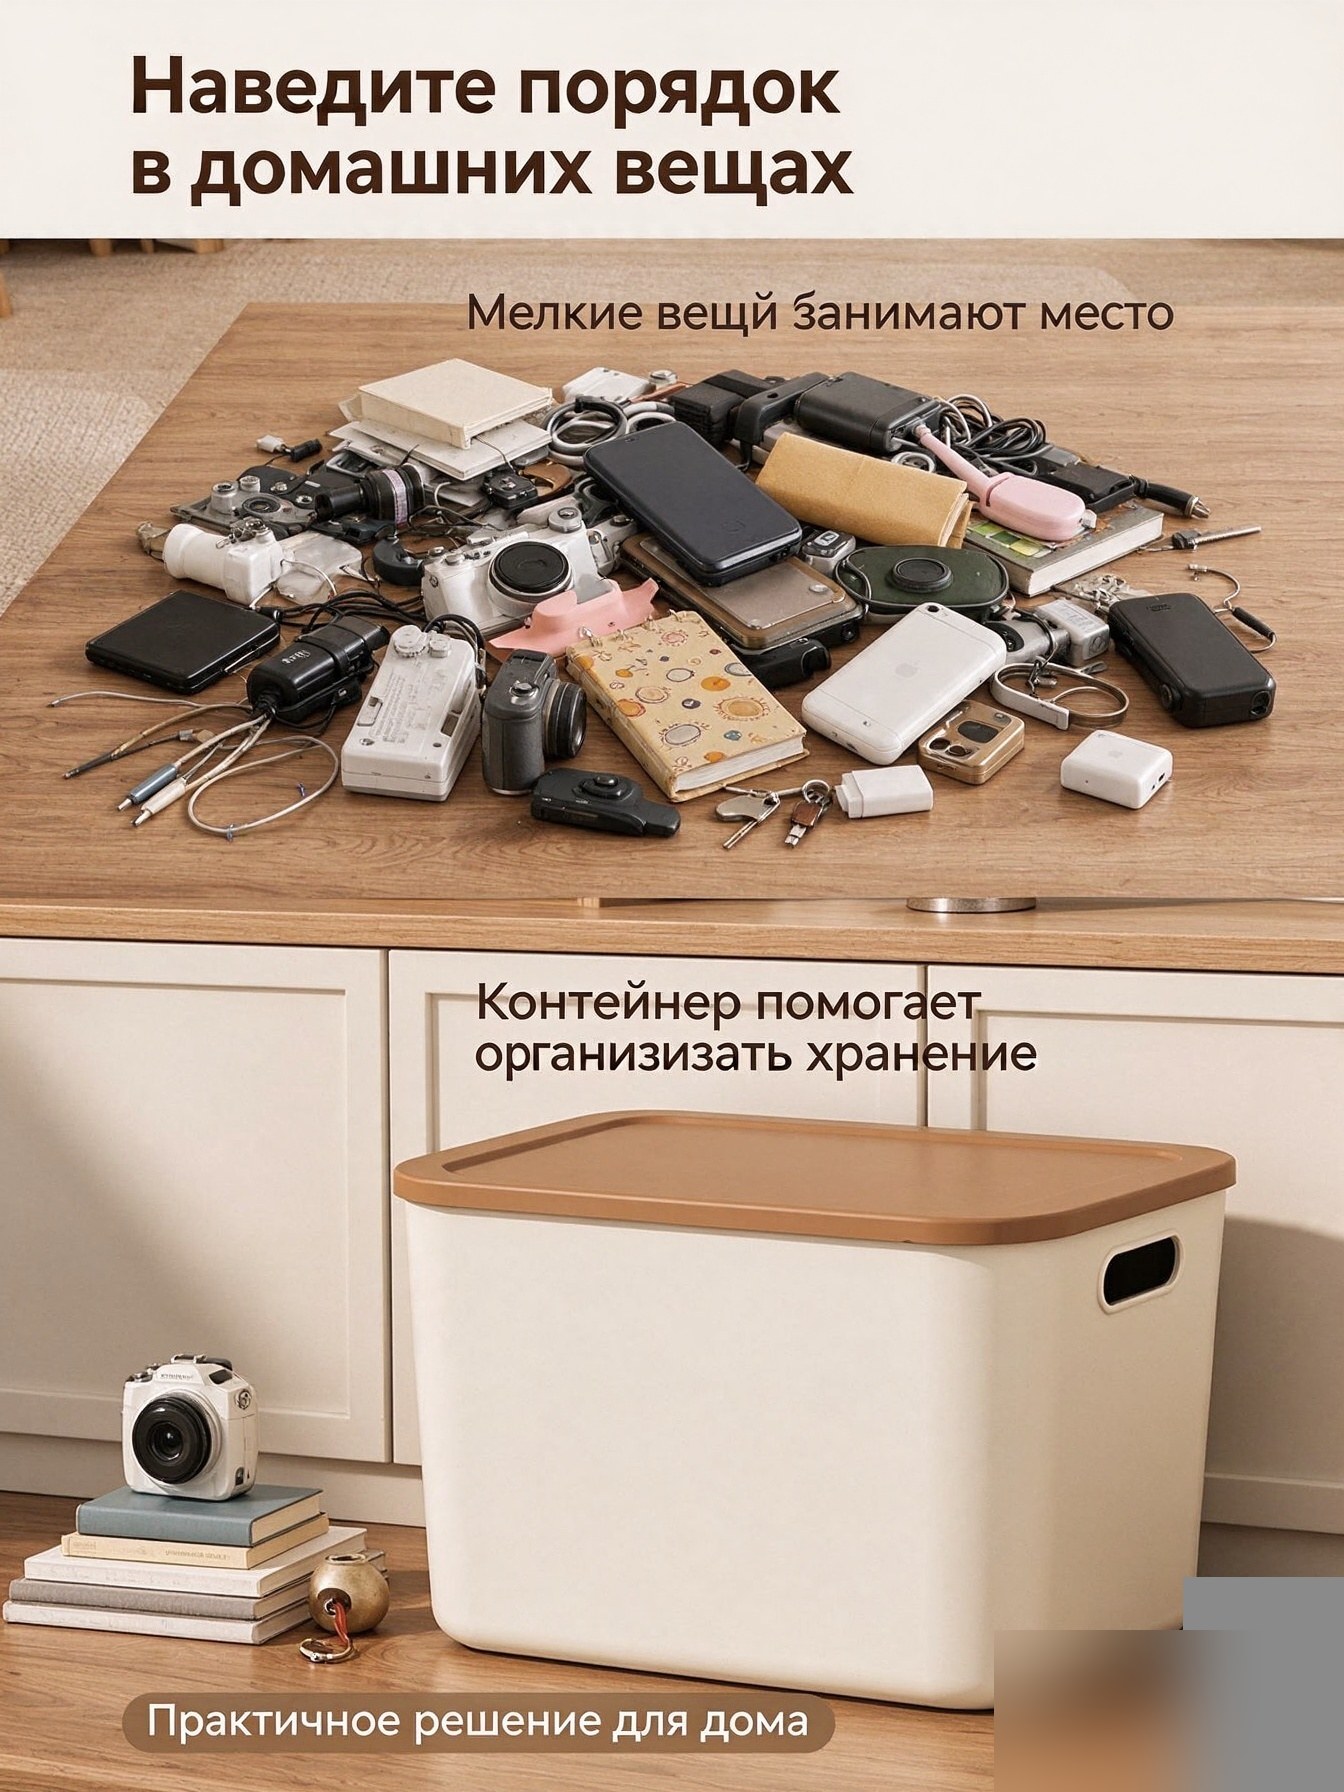 Наведите порядок
в домашних вещах
Мелкие вещй занимают место
Контейнер помогает
организизать хранение
Практичное решение для дома